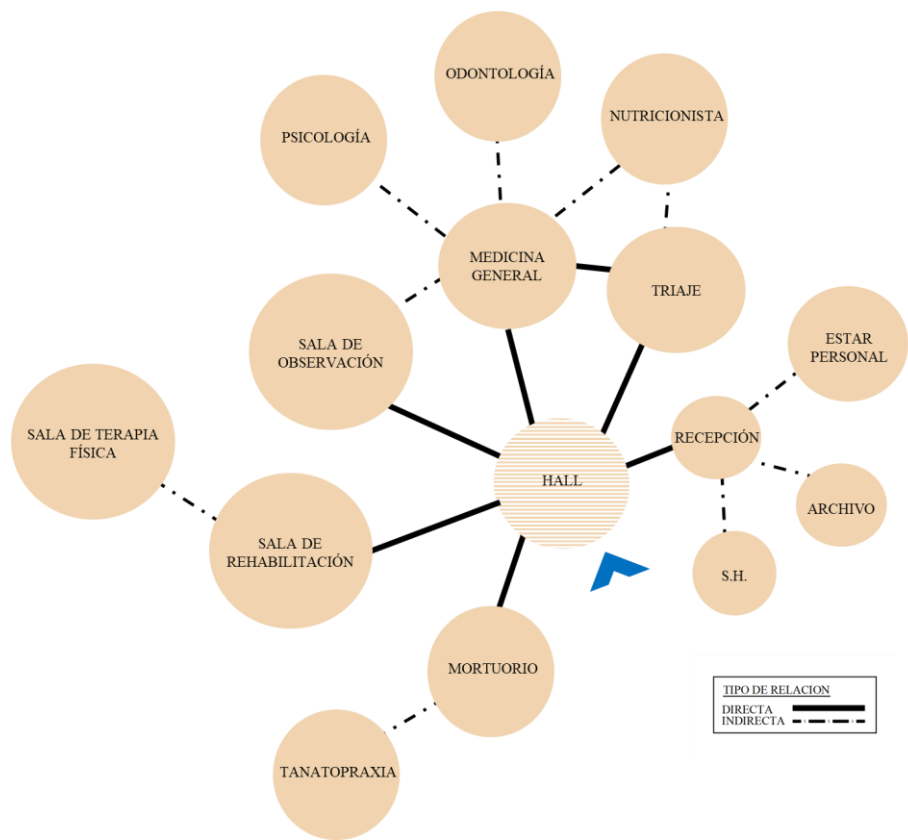 ODONTOLOGÍA
NUTRICIONISTA
PSICOLOGÍA
MEDICINA
GENERAL
TRIAJE
SALA DE
OBSERVACIÓN
ESTAR
PERSONAL
SALA DE TERAPIA
FÍSICA
RECEPCIÓN
HALL
ARCHIVO
SALA DE
REHABILITACIÓN
S.H.
MORTUORIO
TANATOPRAXIA
TIPO DE RELACION
DIRECTA
INDIRECTA